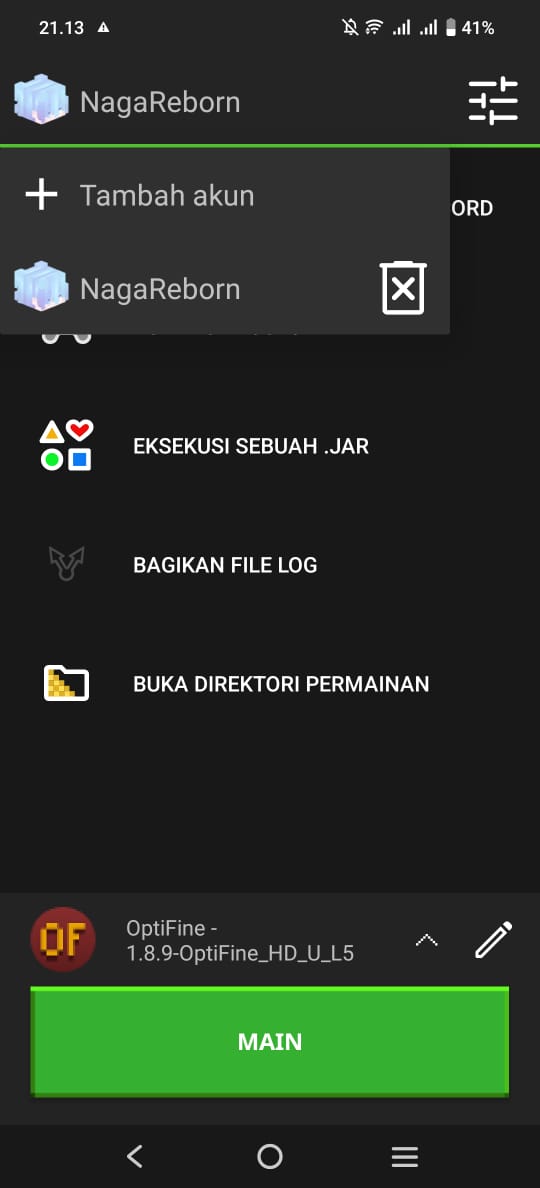 21.13
41%
NagaReborn
Tambah akun
ORD
NagaReborn
EKSEKUSI SEBUAH .JAR
BAGIKAN FILE LOG
BUKA DIREKTORI PERMAINAN
OF
OptiFine -
1.8.9-OptiFine_HD_U_L5
MAIN